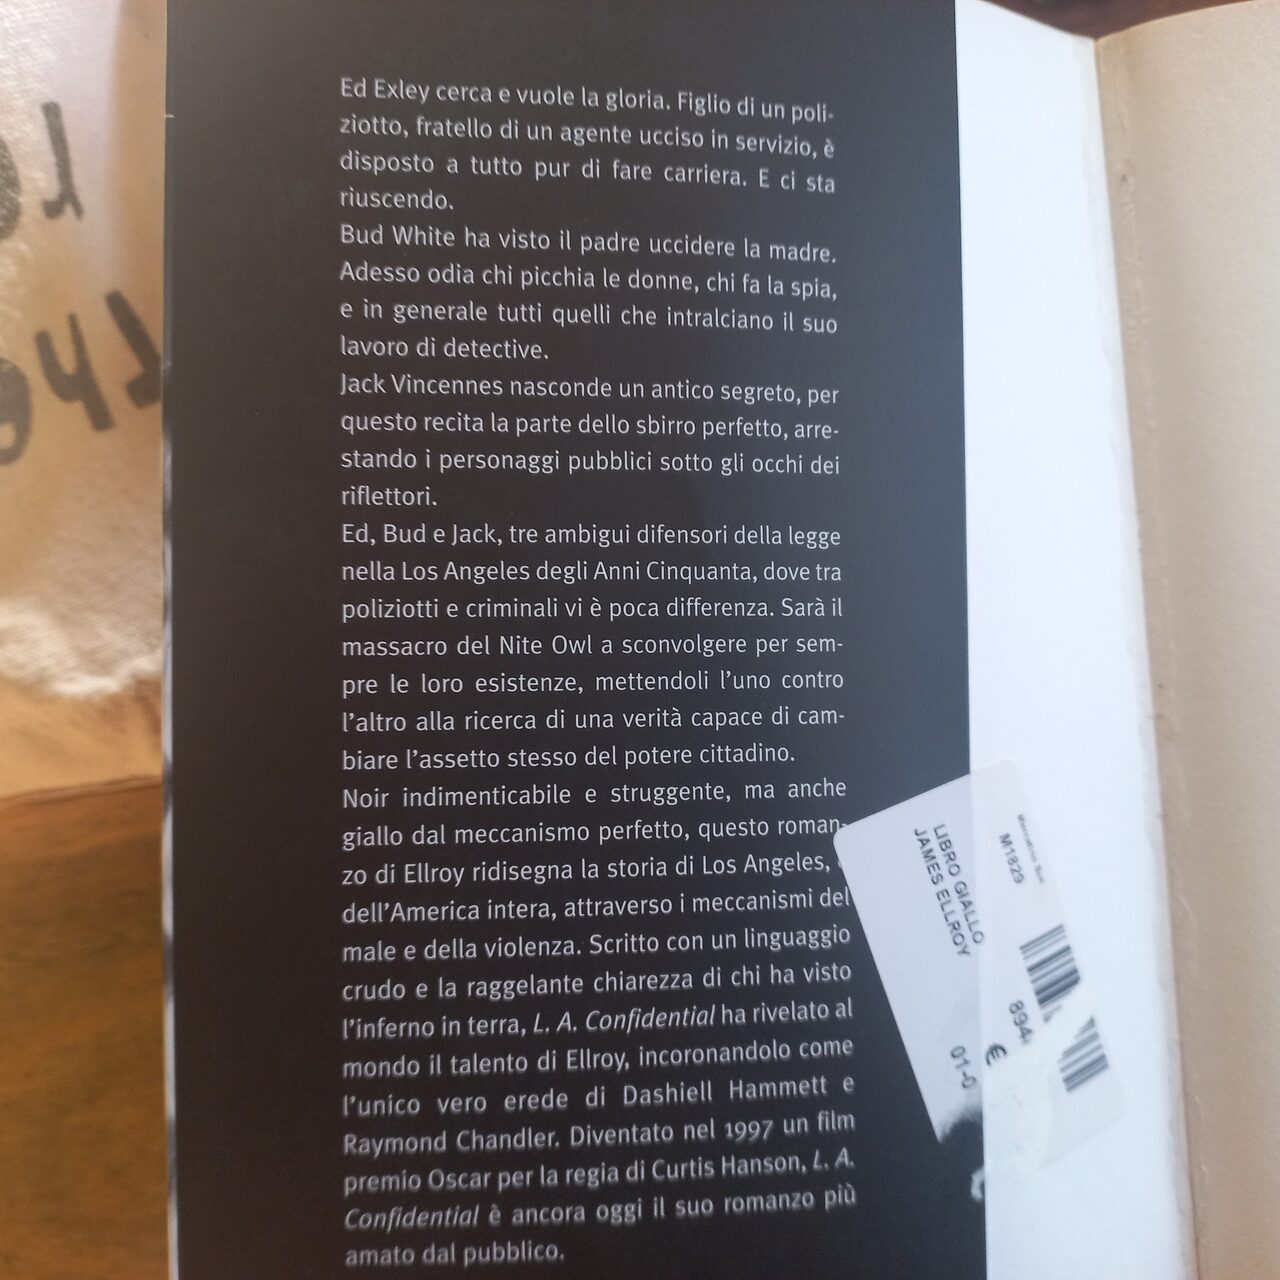 Ed Exley cerca e vuole la gloria. Figlio di un poli-
ziotto, fratello di un agente ucciso in servizio, è
disposto a tutto pur di fare carriera. E ci sta
riuscendo.
Bud White ha visto il padre uccidere la madre.
Adesso odia chi picchia le donne, chi fa la spia,
e in generale tutti quelli che intralciano il suo
lavoro di detective.
Jack Vincennes nasconde un antico segreto, per
questo recita la parte dello sbirro perfetto, arre-
stando i personaggi pubblici sotto gli occhi dei
riflettori.
Ed, Bud e Jack, tre ambigui difensori della legge
nella Los Angeles degli Anni Cinquanta, dove tra
poliziotti e criminali vi è poca differenza. Sarà il
massacro del Nite Owl a sconvolgere per sem-
pre le loro esistenze, mettendoli l'uno contro
l'altro alla ricerca di una verità capace di cam-
biare l'assetto stesso del potere cittadino.
Noir indimenticabile e struggente, ma anche
giallo dal meccanismo perfetto, questo roman-
zo di Ellroy ridisegna la storia di Los Angeles,
dell'America intera, attraverso i meccanismi del
male e della violenza. Scritto con un linguaggio
crudo e la raggelante chiarezza di chi ha visto
l'inferno in terra, L. A. Confidential ha rivelato al
mondo il talento di Ellroy, incoronandolo come
l'unico vero erede di Dashiell Hammett e
Raymond Chandler. Diventato nel 1997 un film
premio Oscar per la regia di Curtis Hanson, L. A.
Confidential è ancora oggi il suo romanzo più
amato dal pubblico.
M1829
LIBRO GIALLO
JAMES ELLROY
894
€
01-0